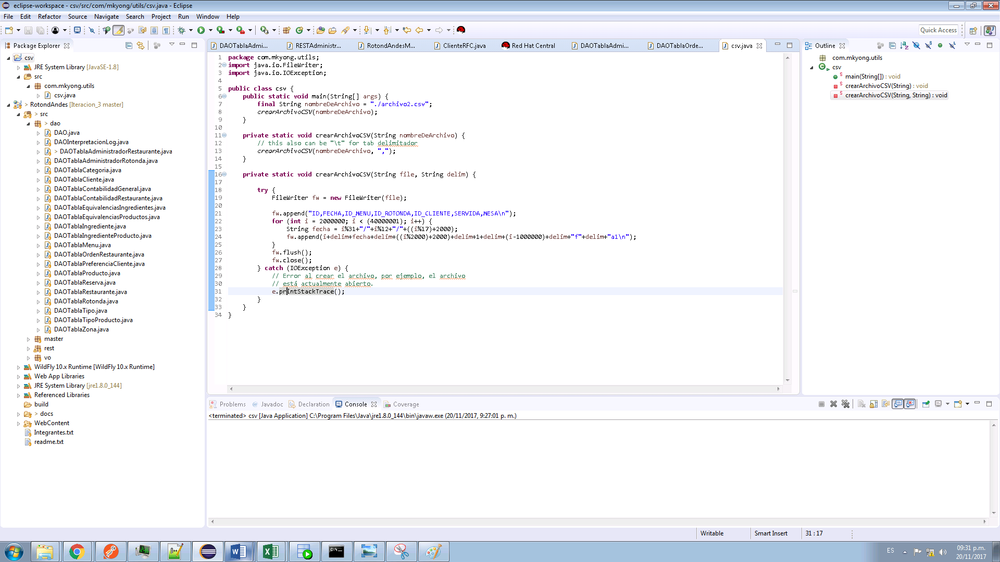 eclipse-workspace - csv/src/com/mkyong/utils/csv.java - Eclipse
File Edit Refactor Source Navigate Search Project Run Window Help
Quick Access
Package Explorer
csv
JRE System Library [JavaSE-1.8]
src
com.mkyong.utils
csv.java
> RotondAndes [Iteracion_3 master]
> src
> dao
DAO.java
DAOInterpretacionLog.java
> DAOTablaAdministradorRestaurante.java
DAOTablaAdministradorRotonda.java
DAOTablaCategoria.java
DAOTablaCliente.java
DAOTablaContabilidadGeneral.java
DAOTablaContabilidadRestaurante.java
DAOTablaEquivalenciasIngredientes.java
DAOTablaEquivalenciasProductos.java
DAOTablaIngrediente.java
DAOTablaIngredienteProducto.java
DAOTablaMenu.java
DAOTablaOrdenRestaurante.java
DAOTablaPreferenciaCliente.java
DAOTablaProducto.java
DAOTablaReserva.java
DAOTablaRestaurante.java
DAOTablaRotonda.java
DAOTablaTipo.java
DAOTablaTipoProducto.java
DAOTablaZona.java
master
rest
vo
WildFly 10.x Runtime [WildFly 10.x Runtime]
Web App Libraries
JRE System Library [jre1.8.0_144]
Referenced Libraries
build
> docs
WebContent
Integrantes.txt
readme.txt
DAOTablaAdmi... RESTAdministr... RotondAndesM... ClienteRFC.java Red Hat Central DAOTablaAdmi... DAOTablaOrde... csv.java
1 package com.mkyong.utils;
2 import java.io.FileWriter;
3 import java.io.IOException;
4
5 public class csv {
6 public static void main(String[] args) {
7 final String nombreDeArchivo = "./archivo2.csv";
8 crearArchivoCSV(nombreDeArchivo);
9 }
10
11 private static void crearArchivoCSV(String nombreDeArchivo) {
12 // this also can be "\t" for tab delimitador
13 crearArchivoCSV(nombreDeArchivo, ",");
14 }
15
16 private static void crearArchivoCSV(String file, String delim) {
17
18 try {
19 FileWriter fw = new FileWriter(file);
20
21 fw.append("ID,FECHA,ID_MENU,ID_ROTONDA,ID_CLIENTE,SERVIDA,MESA\n");
22 for (int i = 2000000; i < (40000001); i++) {
23 String fecha = i%31+"/"+i%12+"/"+((i%17)+2000);
24 fw.append(i+delim+fecha+delim+((i%2000)+2000)+delim+1+delim+(i-1000000)+delim+"f"+delim+"a1\n");
25 }
26 fw.flush();
27 fw.close();
28 } catch (IOException e) {
29 // Error al crear el archivo, por ejemplo, el archivo
30 // está actualmente abierto.
31 e.printStackTrace();
32 }
33 }
34 }
Outline
com.mkyong.utils
csv
main(String[]) : void
crearArchivoCSV(String) : void
crearArchivoCSV(String, String) : void
Problems @ Javadoc Declaration Console Coverage
<terminated> csv [Java Application] C:\Program Files\Java\jre1.8.0_144\bin\javaw.exe (20/11/2017, 9:27:01 p. m.)
Writable Smart Insert 31 : 17
ES
09:31 p.m.
20/11/2017